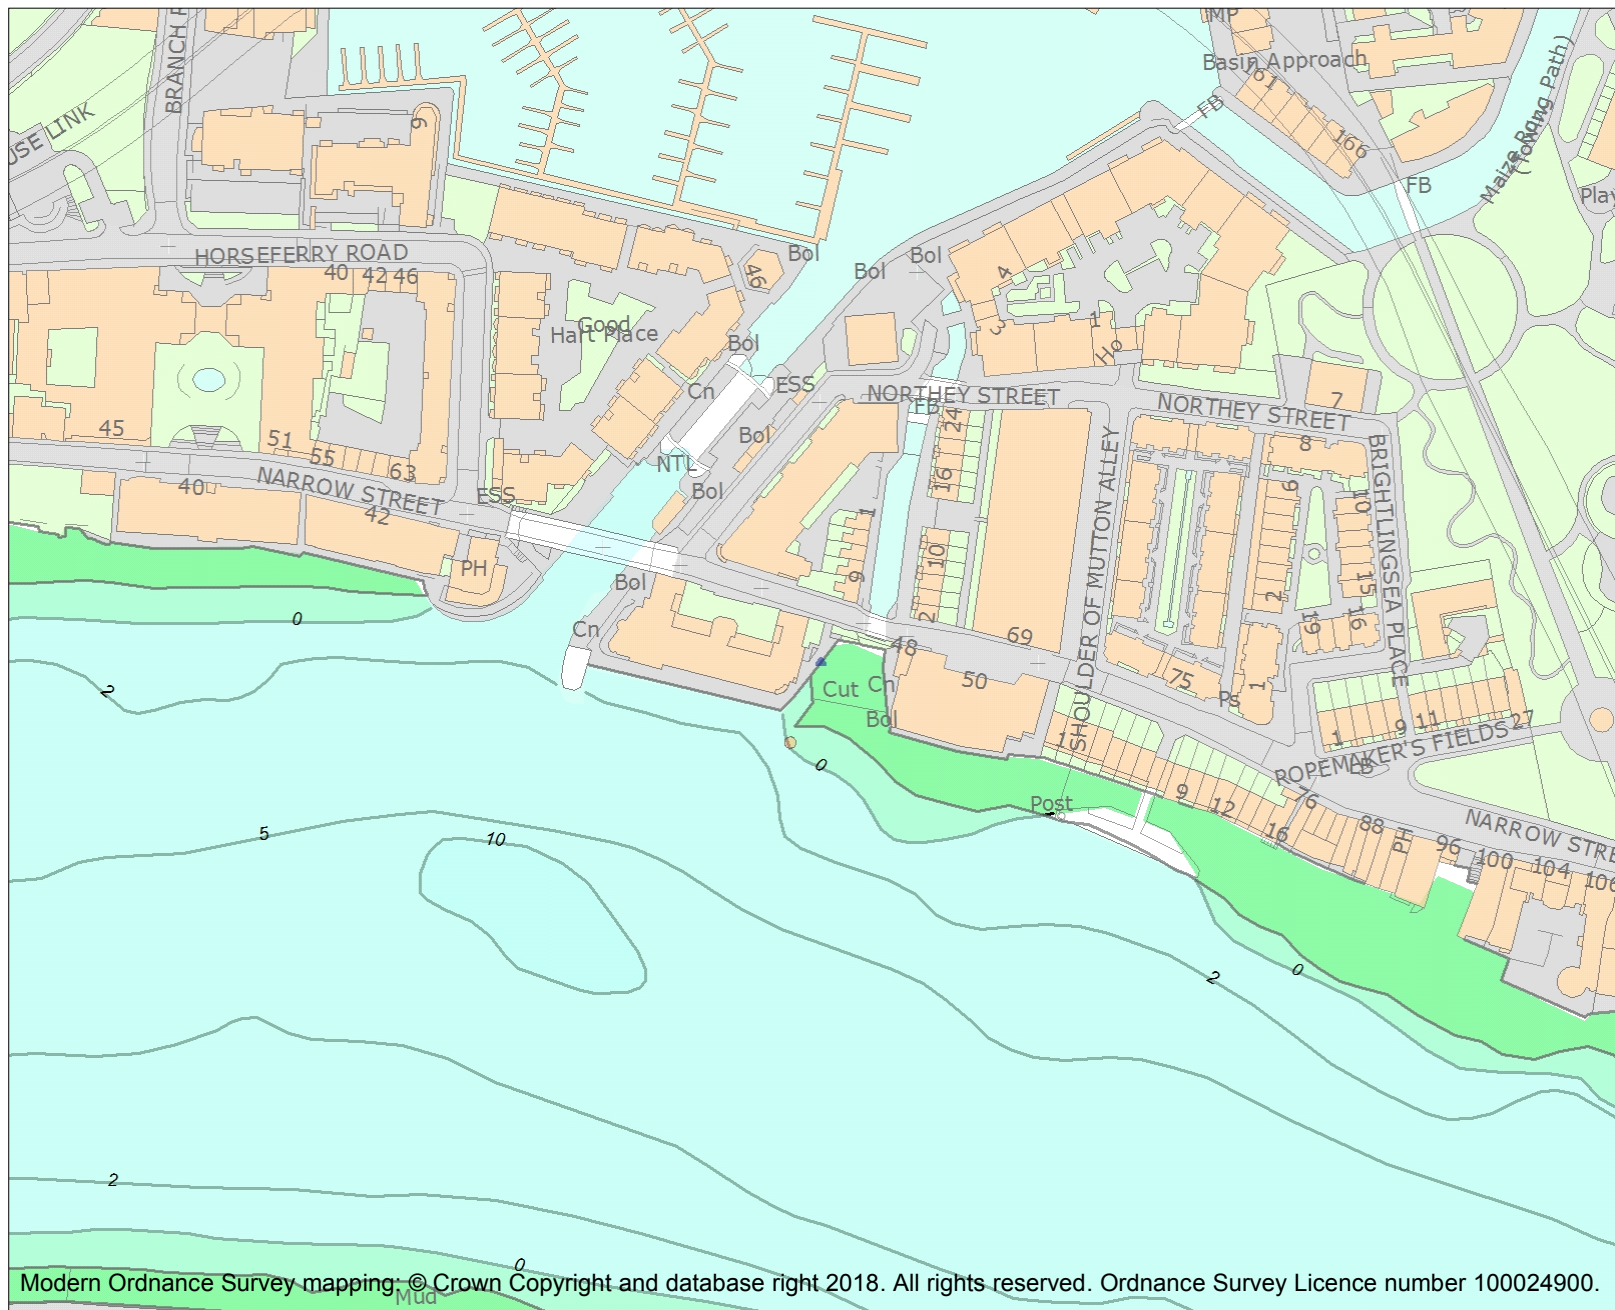 BRANCH R
MP
Basin Approach
161
166
FB
FB
Maize Row
(Towing Path)
Play
USE LINK
9
HORSEFERRY ROAD
40 42 46
46
Bol
Bol
Bol
4
3
1
Ho
Good
Hart Place
Bol
Cn
ESS
NORTHEY STREET
FB
NORTHEY STREET
7
8
24
16
10
2
45
51
55
63
40
42
NARROW STREET
ESS
NTL
Bol
Bol
1
9
PH
Bol
Cn
SHOULDER OF MUTTON ALLEY
BRIGHTLINGSEA PLACE
6
10
2
15
16
19
69
48
50
75
1
Ps
Cut
Cn
Bol
0
2
0
1
1
9 11
27
ROPEMAKER'S FIELDS
LB
Post
9
12
16
76
88
PH
96
100
104
106
NARROW STRE
5
10
2
0
2
0
Mud
Modern Ordnance Survey mapping: © Crown Copyright and database right 2018. All rights reserved. Ordnance Survey Licence number 100024900.